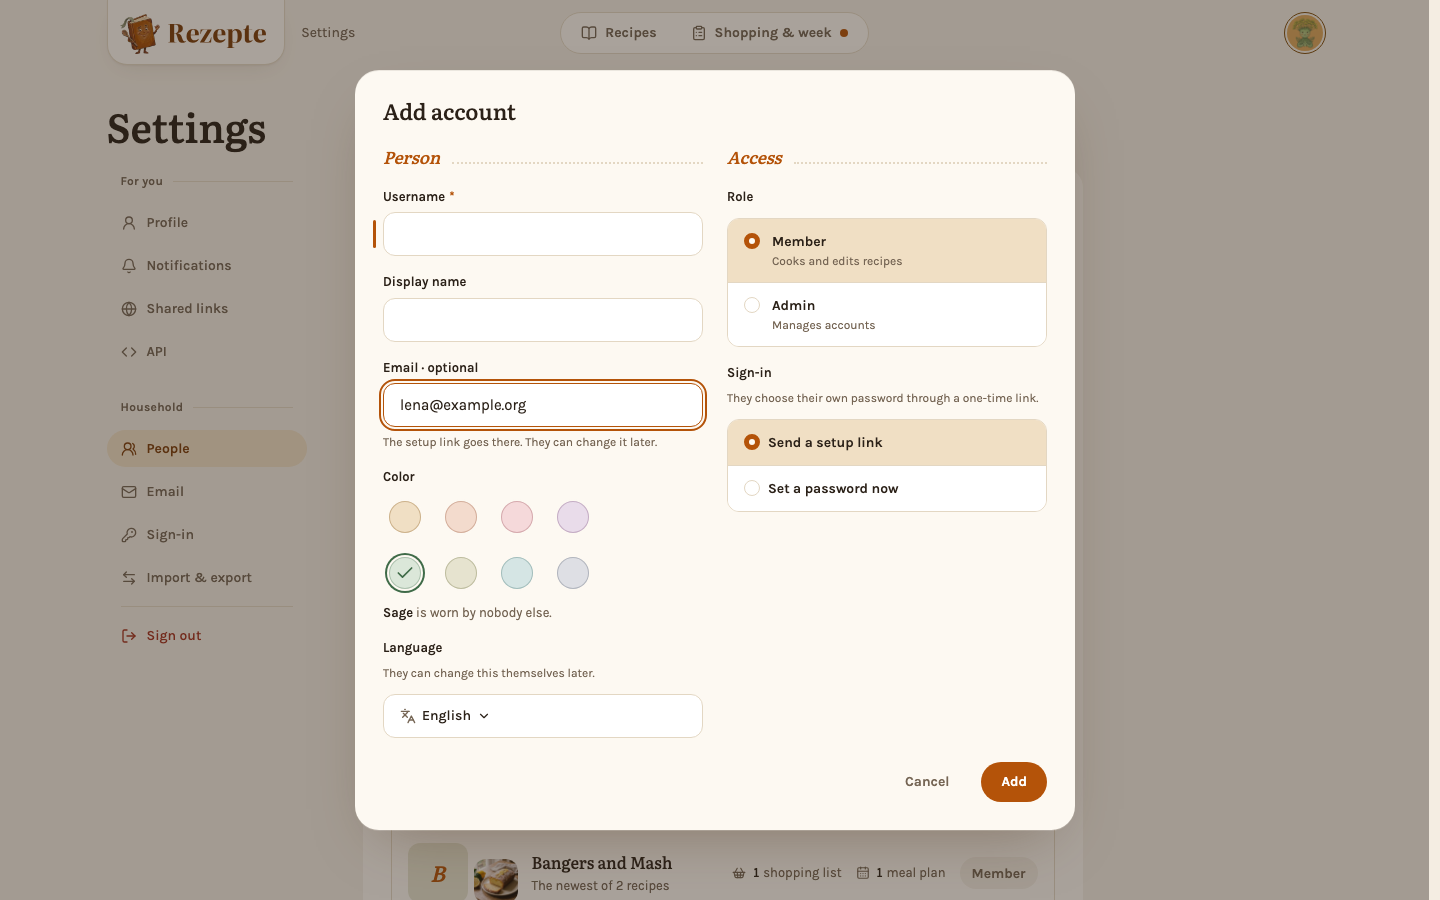 Rezepte
Settings
Recipes
Shopping & week
Settings
For you
Profile
Notifications
Shared links
API
Household
People
Email
Sign-in
Import & export
Sign out
Add account
Person
Username *
Display name
Email · optional
lena@example.org
The setup link goes there. They can change it later.
Color
Sage is worn by nobody else.
Language
They can change this themselves later.
English
Access
Role
Member
Cooks and edits recipes
Admin
Manages accounts
Sign-in
They choose their own password through a one-time link.
Send a setup link
Set a password now
Cancel
Add
B
Bangers and Mash
The newest of 2 recipes
1 shopping list
1 meal plan
Member